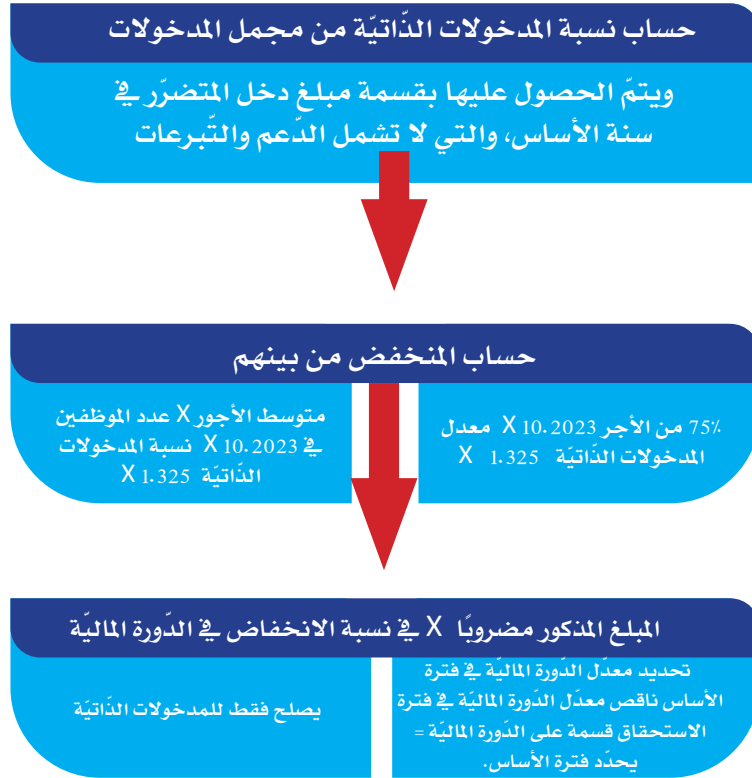 حساب نسبة المدخولات الذّاتيّة من مجمل المدخولات
ويتمّ الحصول عليها بقسمة مبلغ دخل المتضرّر في
سنة الأساس، والتي لا تشمل الدّعم والتّبرعات
حساب المنخفض من بينهم
75٪ من الأجر 10.2023 X معدل
المدخولات الذّاتيّة 1.325 X
متوسط الأجور X عدد الموظفين
في 10.2023 X نسبة المدخولات
الذّاتيّة 1.325 X
المبلغ المذكور مضروبًا X في نسبة الانخفاض في الدّورة الماليّة
تحديد معدّل الدّورة الماليّة في فترة
الأساس ناقص معدّل الدّورة الماليّة في فترة
الاستحقاق قسمة على الدّورة الماليّة =
يحدّد فترة الأساس.
يصلح فقط للمدخولات الذّاتيّة